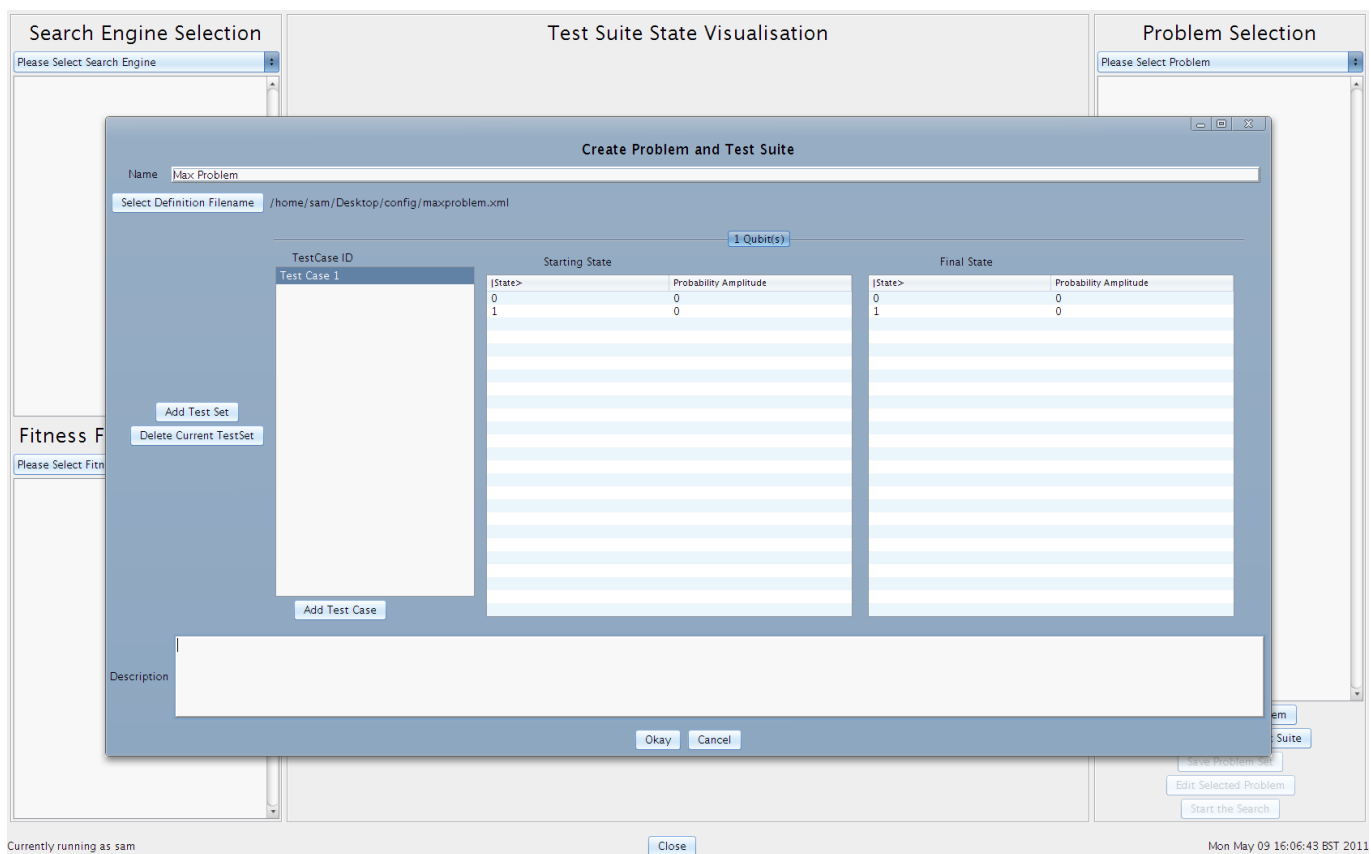 Search Engine Selection
Test Suite State Visualisation
Problem Selection
Please Select Search Engine
Please Select Problem
Create Problem and Test Suite
Name
Max Problem
Select Definition Filename
/home/sam/Desktop/config/maxproblem.xml
1 Qubit(s)
TestCase ID
Starting State
Final State
Test Case 1
|State>
Probability Amplitude
|State>
Probability Amplitude
0
0
0
0
1
0
1
0
Add Test Set
Delete Current TestSet
Fitness F
Please Select Fitn
Add Test Case
Description
Okay
Cancel
em
Suite
Save Problem Set
Edit Selected Problem
Start the Search
Currently running as sam
Close
Mon May 09 16:06:43 BST 2011